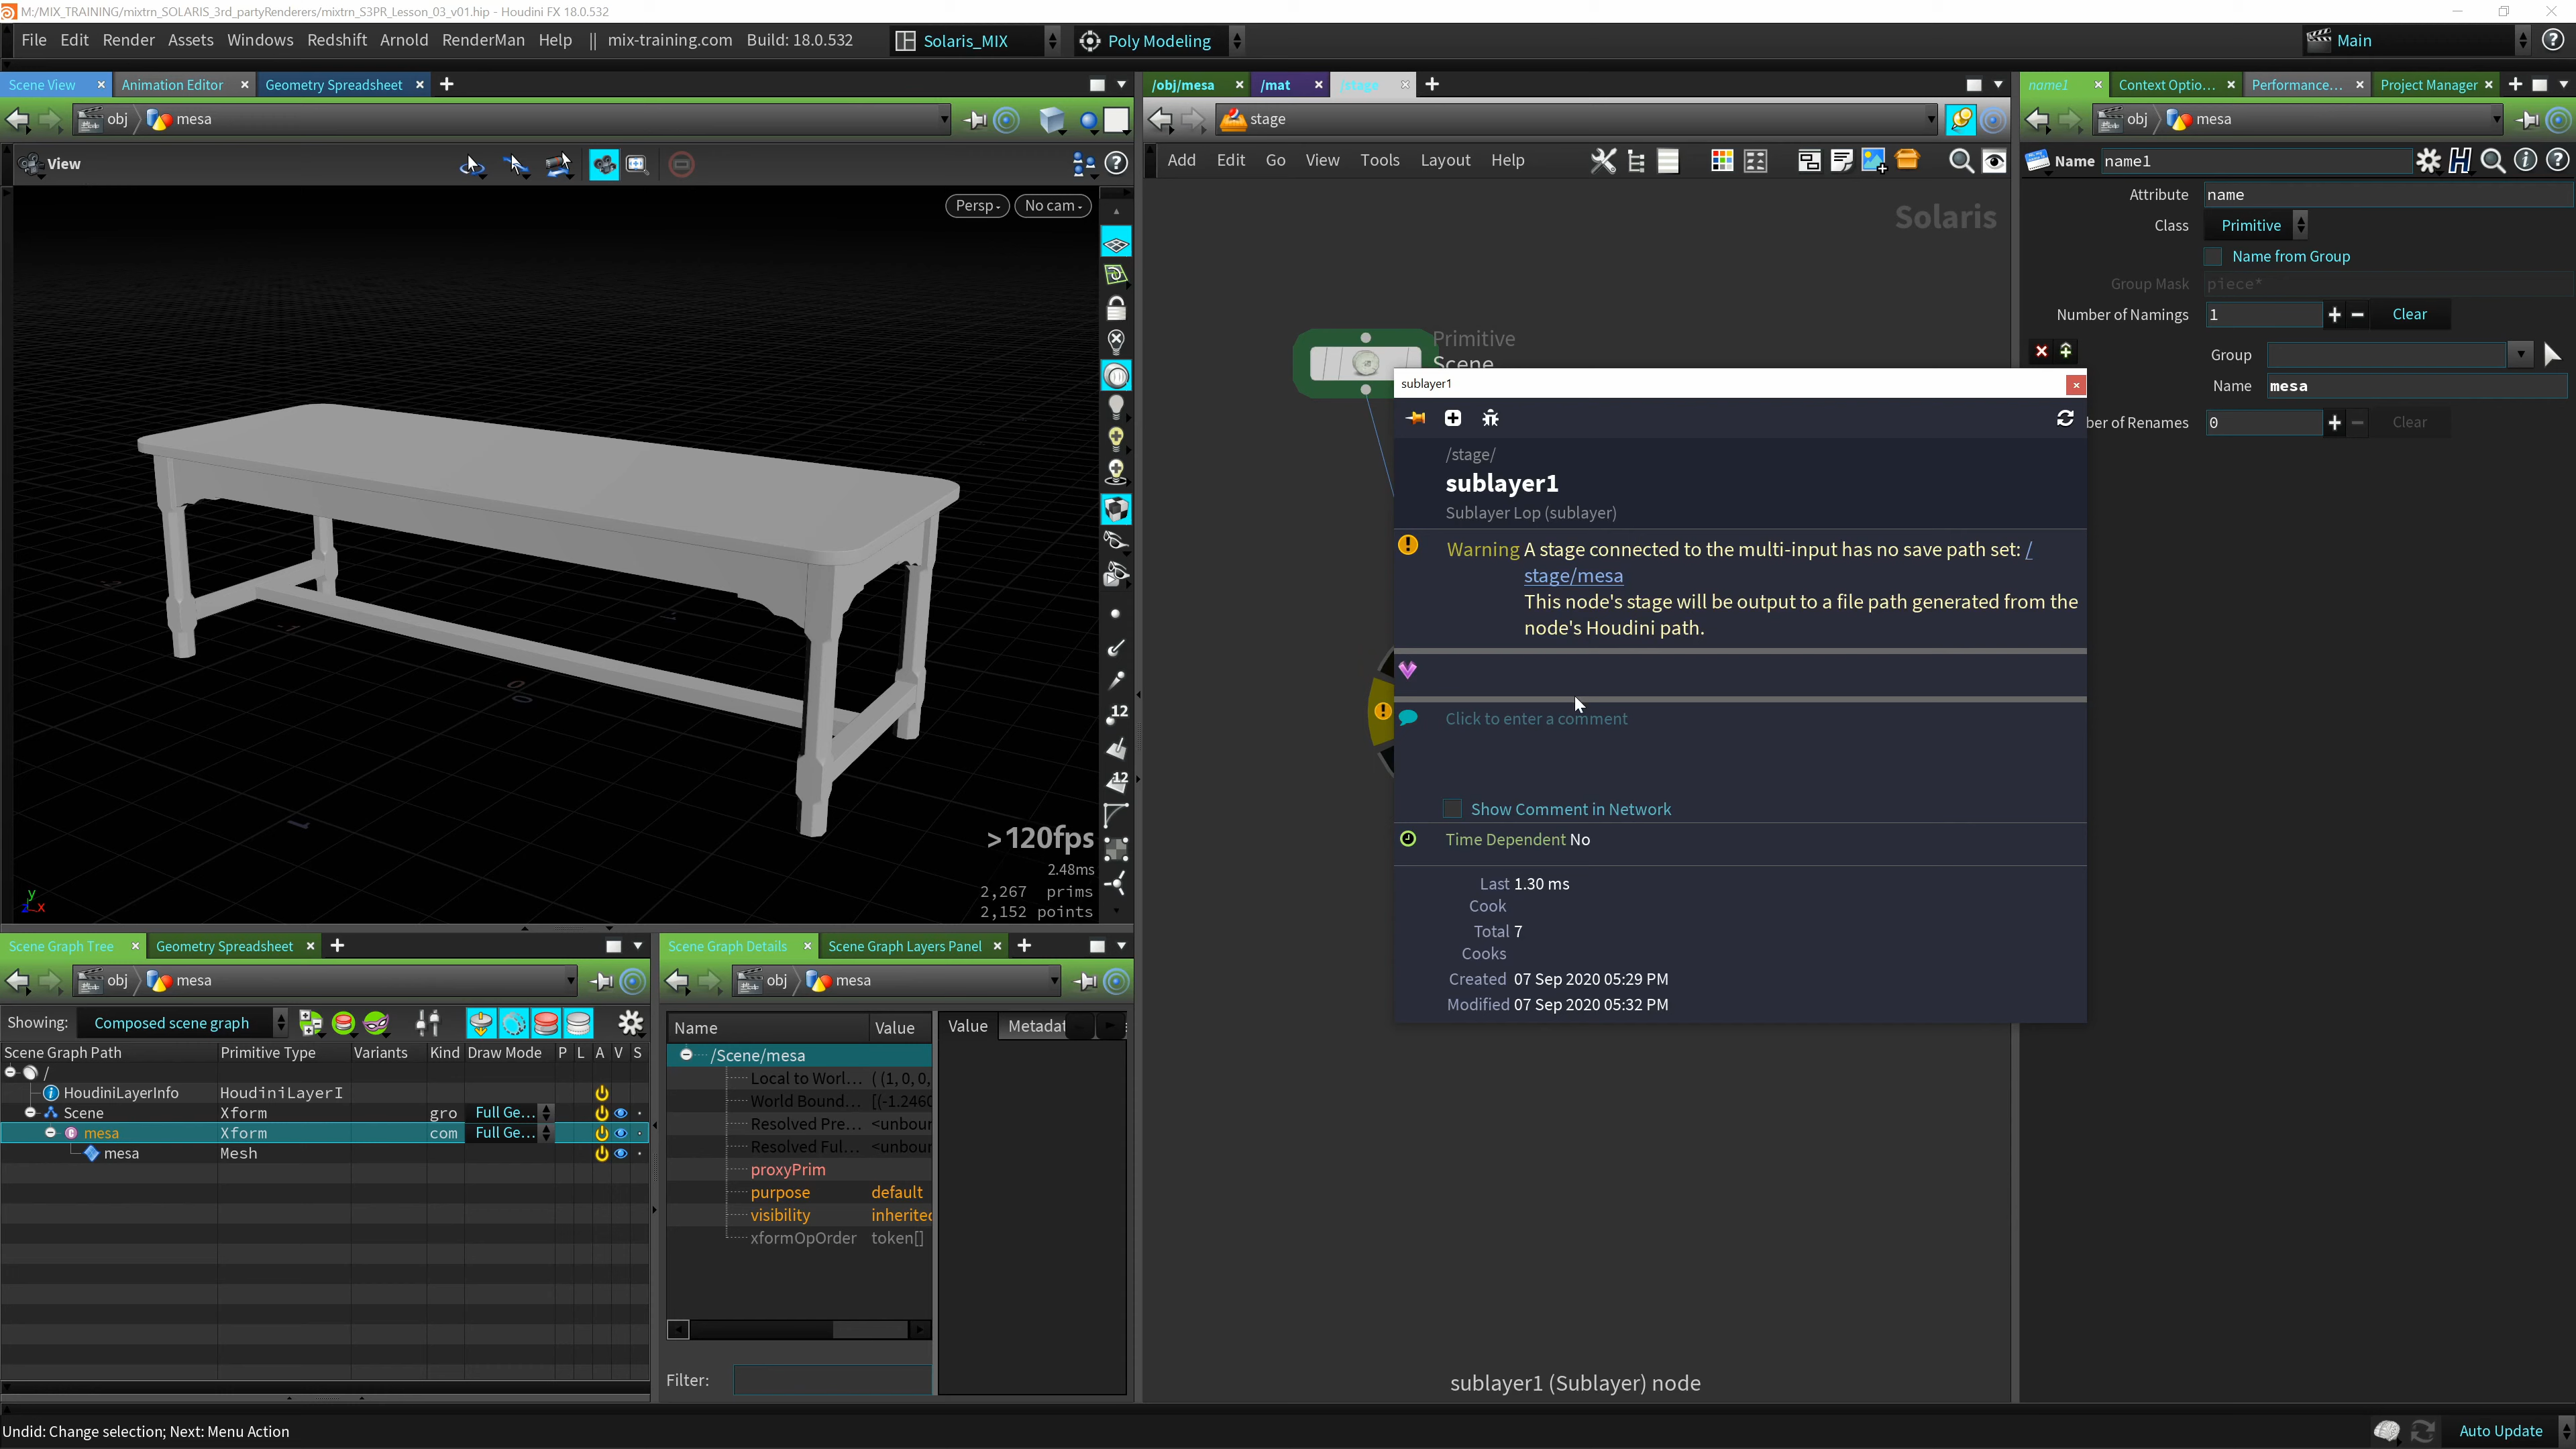 M:/MIX_TRAINING/mixtrn_SOLARIS_3rd_partyRenderers/mixtrn_S3PR_Lesson_03_v01.hip - Houdini FX 18.0.532
File Edit Render Assets Windows Redshift Arnold RenderMan Help || mix-training.com Build: 18.0.532 Solaris_MIX Poly Modeling Main
Scene View Animation Editor Geometry Spreadsheet
obj mesa
View
Persp No cam
>120fps
2.48ms
2,267 prims
2,152 points
/obj/mesa /mat /stage
stage
Add Edit Go View Tools Layout Help
Solaris
Primitive
Scene
sublayer1
/stage/
sublayer1
Sublayer Lop (sublayer)
Warning A stage connected to the multi-input has no save path set: /
stage/mesa
This node's stage will be output to a file path generated from the
node's Houdini path.
Click to enter a comment
Show Comment in Network
Time Dependent No
Last 1.30 ms
Cook
Total 7
Cooks
Created 07 Sep 2020 05:29 PM
Modified 07 Sep 2020 05:32 PM
sublayer1 (Sublayer) node
name1 Context Optio... Performance... Project Manager
obj mesa
Name name1
Attribute name
Class Primitive
Name from Group
Group Mask piece*
Number of Namings 1 Clear
Group
Name mesa
ber of Renames 0 Clear
Scene Graph Tree Geometry Spreadsheet
obj mesa
Showing: Composed scene graph
Scene Graph Path Primitive Type Variants Kind Draw Mode P L A V S
/
HoudiniLayerInfo HoudiniLayerI
Scene Xform gro Full Ge...
mesa Xform com Full Ge...
mesa Mesh
Scene Graph Details Scene Graph Layers Panel
obj mesa
Name Value Value Metadat
/Scene/mesa
Local to Worl... ( (1, 0, 0,
World Bound... [(-1.2460
Resolved Pre... <unbour
Resolved Ful... <unbour
proxyPrim
purpose default
visibility inherited
xformOpOrder token[]
Filter:
Undid: Change selection; Next: Menu Action
Auto Update